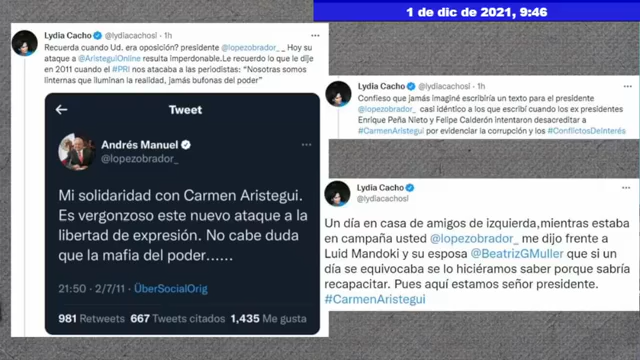 1 de dic de 2021, 9:46
Lydia Cacho @lydiacachosi · 1h
Recuerda cuando Ud. era oposición? presidente @lopezobrador_ _ Hoy su
ataque a @AristeguiOnline resulta imperdonable.Le recuerdo lo que le dije
en 2011 cuando el #PRI nos atacaba a las periodistas: “Nosotras somos
linternas que iluminan la realidad, jamás bufonas del poder”
Tweet
Andrés Manuel
@lopezobrador_
Mi solidaridad con Carmen Aristegui.
Es vergonzoso este nuevo ataque a la
libertad de expresión. No cabe duda
que la mafia del poder......
21:50 · 2/7/11 · ÜberSocialOrig
981 Retweets 667 Tweets citados 1,435 Me gusta
Lydia Cacho @lydiacachosi · 1h
Confieso que jamás imaginé escribiría un texto para el presidente
@lopezobrador_ casi idéntico a los que escribí cuando los ex presidentes
Enrique Peña Nieto y Felipe Calderón intentaron desacreditar a
#CarmenAristegui por evidenciar la corrupción y los #ConflictosDeInterés
Lydia Cacho
@lydiacachosi
Un día en casa de amigos de izquierda,mientras estaba
en campaña usted @lopezobrador_ me dijo frente a
Luid Mandoki y su esposa @BeatrizGMuller que si un
día se equivocaba se lo hiciéramos saber porque sabría
recapacitar. Pues aquí estamos señor presidente.
#CarmenAristegui